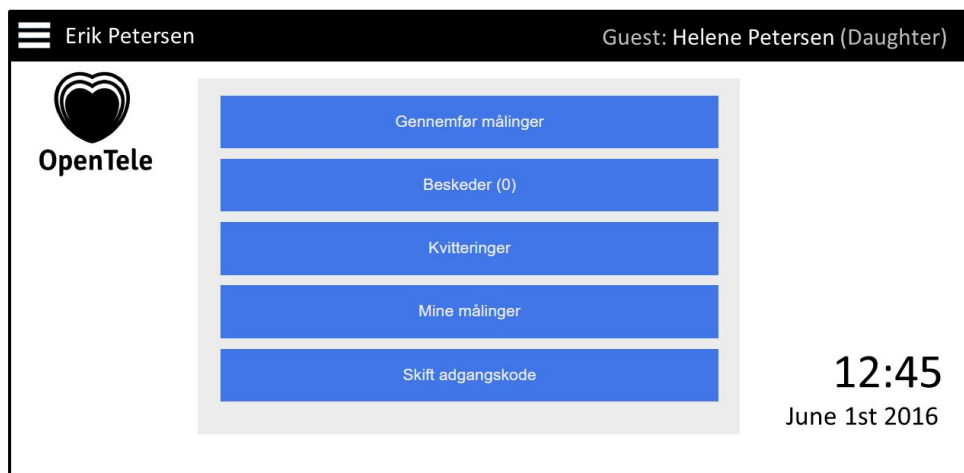 Erik Petersen
Guest: Helene Petersen (Daughter)
OpenTele
Gennemfør målinger
Beskeder (0)
Kvitteringer
Mine målinger
Skift adgangskode
12:45
June 1st 2016